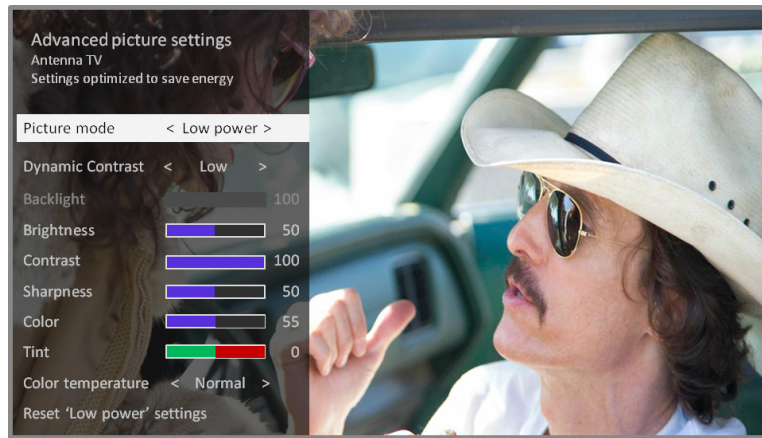 Advanced picture settings
Antenna TV
Settings optimized to save energy
Picture mode < Low power >
Dynamic Contrast < Low >
Backlight 100
Brightness 50
Contrast 100
Sharpness 50
Color 55
Tint 0
Color temperature < Normal >
Reset ‘Low power’ settings